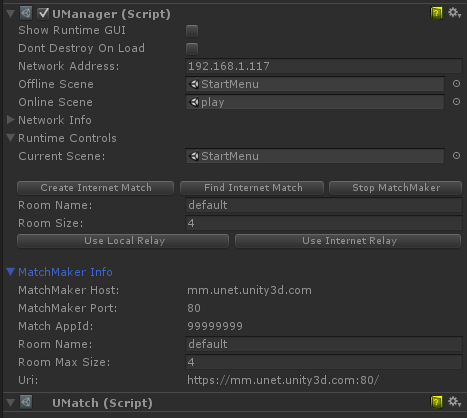 UManager (Script)
Show Runtime GUI
Dont Destroy On Load
Network Address: 192.168.1.117
Offline Scene StartMenu
Online Scene play
Network Info
Runtime Controls
Current Scene: StartMenu
Create Internet Match Find Internet Match Stop MatchMaker
Room Name: default
Room Size: 4
Use Local Relay Use Internet Relay
MatchMaker Info
MatchMaker Host: mm.unet.unity3d.com
MatchMaker Port: 80
Match AppId: 99999999
Room Name: default
Room Max Size: 4
Uri: https://mm.unet.unity3d.com:80/
UMatch (Script)